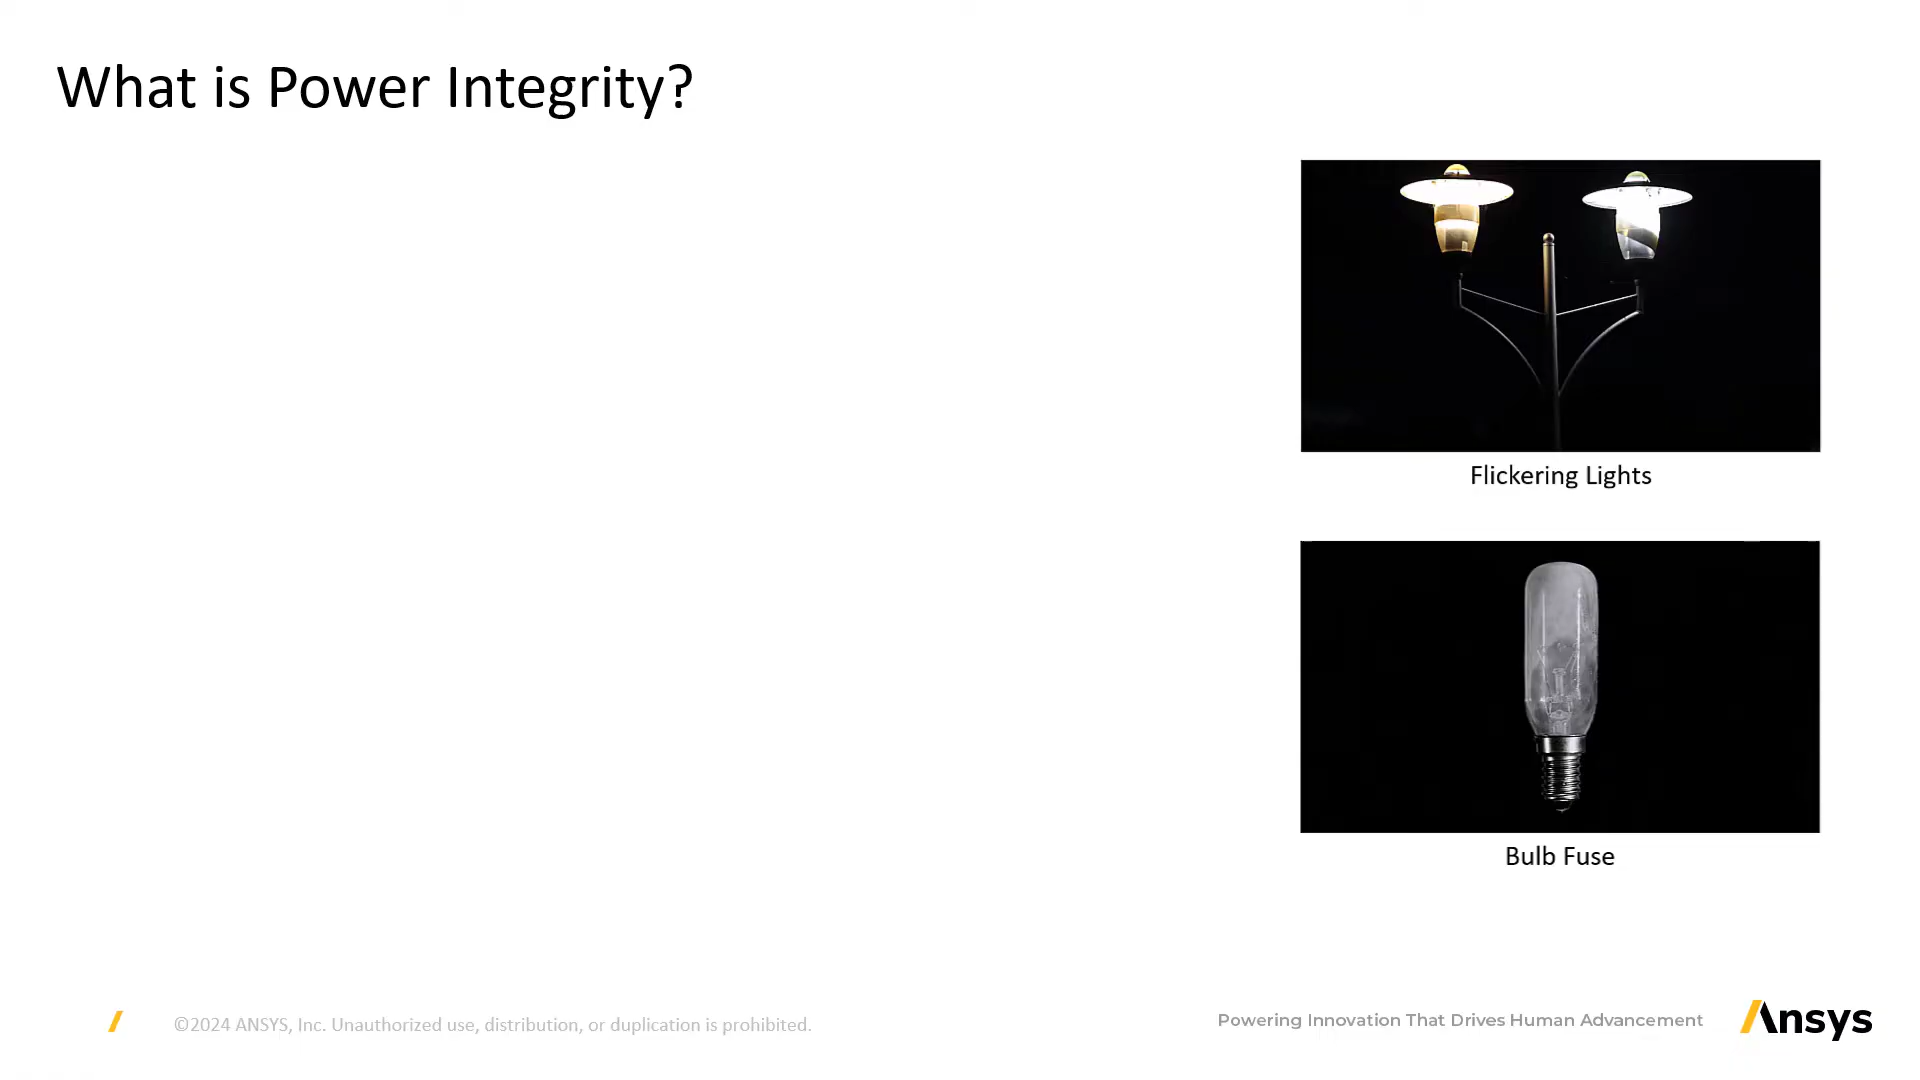 What is Power Integrity?
Flickering Lights
Bulb Fuse
©2024 ANSYS, Inc. Unauthorized use, distribution, or duplication is prohibited.
Powering Innovation That Drives Human Advancement
Ansys